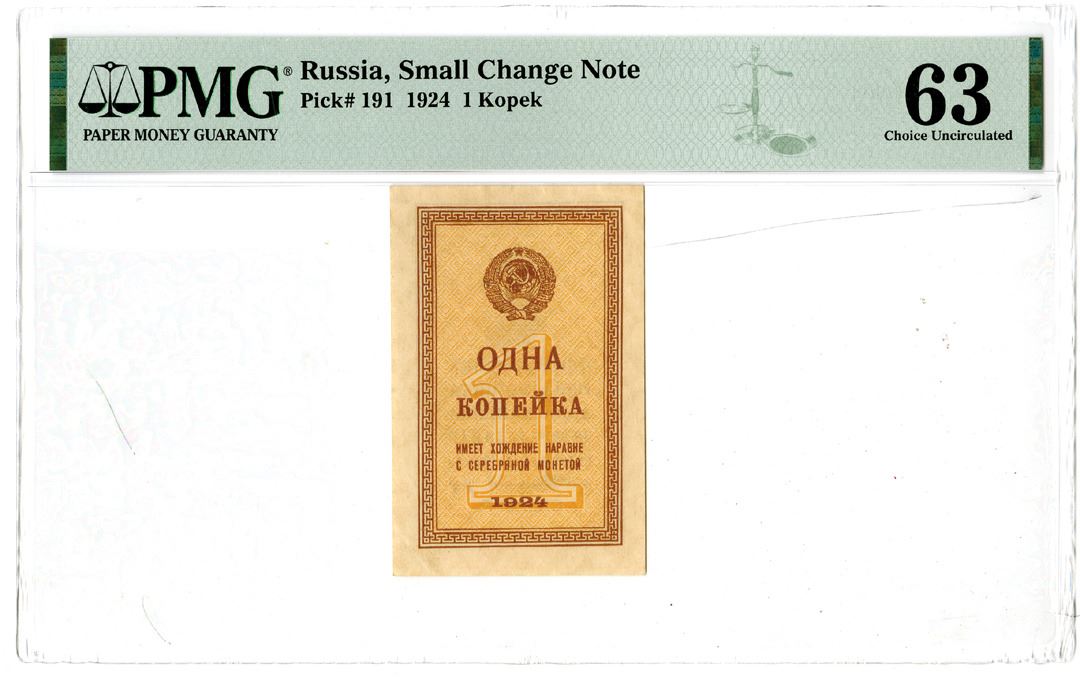 PMG®
PAPER MONEY GUARANTY
Russia, Small Change Note
Pick# 191 1924 1 Kopek
63
Choice Uncirculated
1
ОДНА
КОПЕЙКА
ИМЕЕТ ХОЖДЕНИЕ НАРАВНЕ
С СЕРЕБРЯНОЙ МОНЕТОЙ
1924